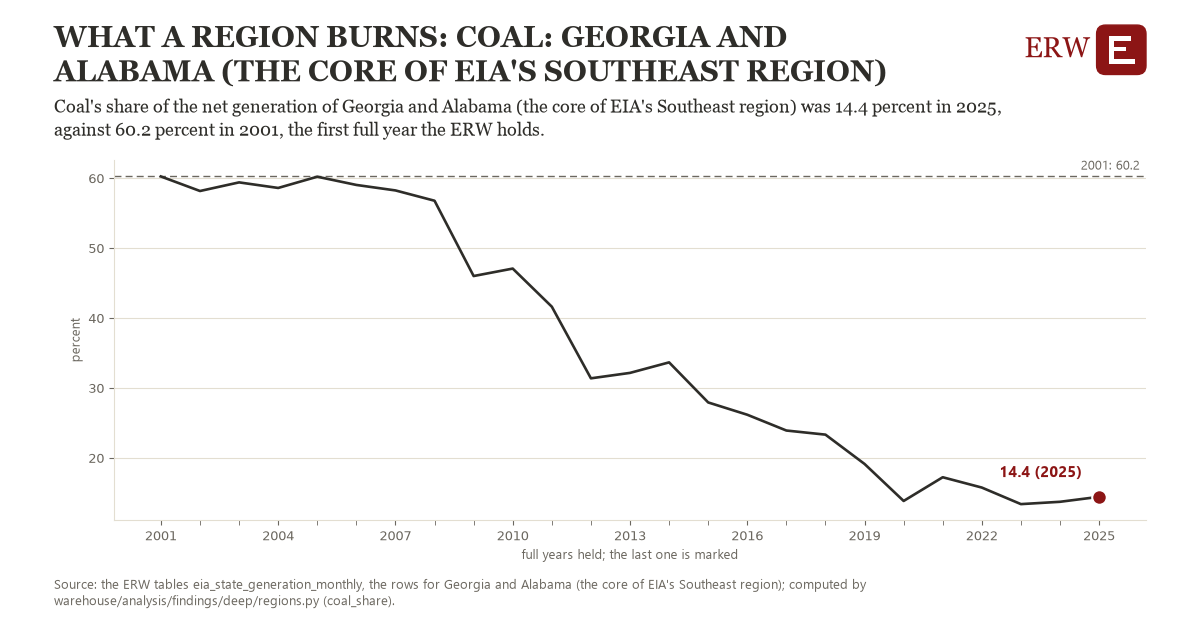 WHAT A REGION BURNS: COAL: GEORGIA AND
ALABAMA (THE CORE OF EIA'S SOUTHEAST REGION)
ERW E
Coal's share of the net generation of Georgia and Alabama (the core of EIA's Southeast region) was 14.4 percent in 2025,
against 60.2 percent in 2001, the first full year the ERW holds.
2001: 60.2
60
50
40
30
20
percent
14.4 (2025)
2001 2004 2007 2010 2013 2016 2019 2022 2025
full years held; the last one is marked
Source: the ERW tables eia_state_generation_monthly, the rows for Georgia and Alabama (the core of EIA's Southeast region); computed by
warehouse/analysis/findings/deep/regions.py (coal_share).